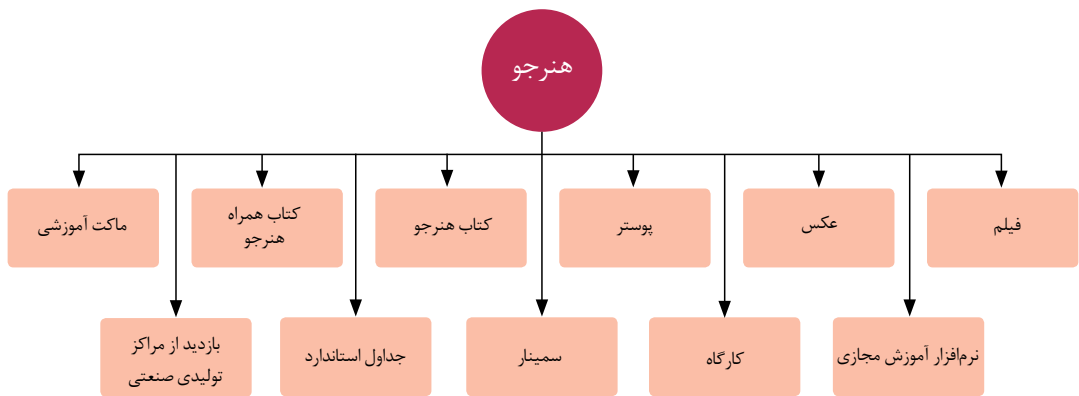 هنرجو
فیلم
عکس
پوستر
کتاب هنرجو
کتاب همراه
هنرجو
ماکت آموزشی
نرم‌افزار آموزش مجازی
کارگاه
سمینار
جداول استاندارد
بازدید از مراکز
تولیدی صنعتی